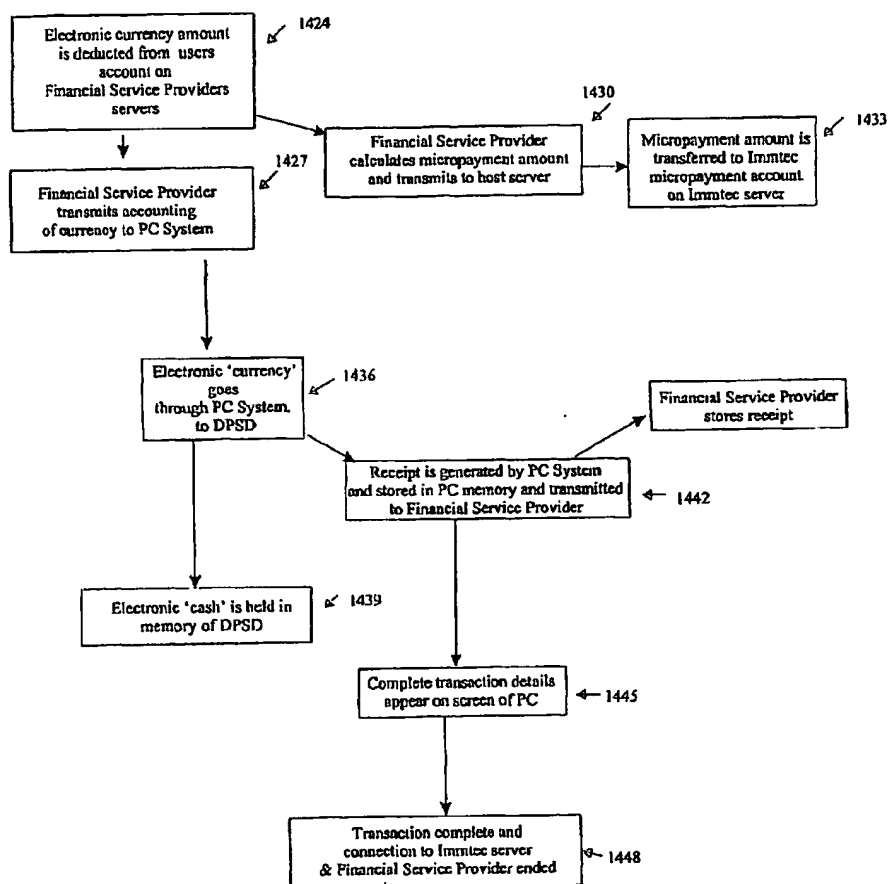 Electronic currency amount
is deducted from users
account on
Financial Service Providers
servers
1424
1430
Financial Service Provider
calculates micropayment amount
and transmits to host server
1433
Micropayment amount is
transferred to Immtec
micropayment account
on Immtec server
1427
Financial Service Provider
transmits accounting
of currency to PC System
Electronic 'currency'
goes
through PC System,
to DPSD
1436
Financial Service Provider
stores receipt
Receipt is generated by PC System
and stored in PC memory and transmitted
to Financial Service Provider
1442
Electronic 'cash' is held in
memory of DPSD
1439
Complete transaction details
appear on screen of PC
1445
Transaction complete and
connection to Immtec server
& Financial Service Provider ended
1448